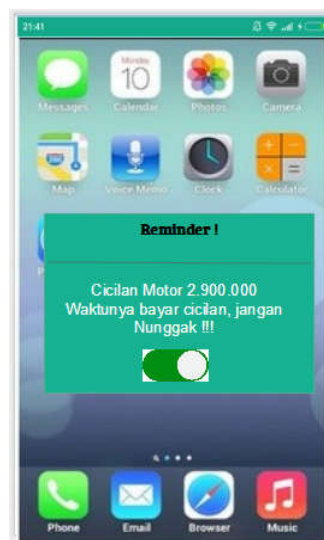 21:41
Monday
10
Messages Calendar Photos Camera
Map Voice Memo Clock Calculator
Reminder !
Cicilan Motor 2.900.000
Waktunya bayar cicilan, jangan
Nunggak !!!
Phone Email Browser Music